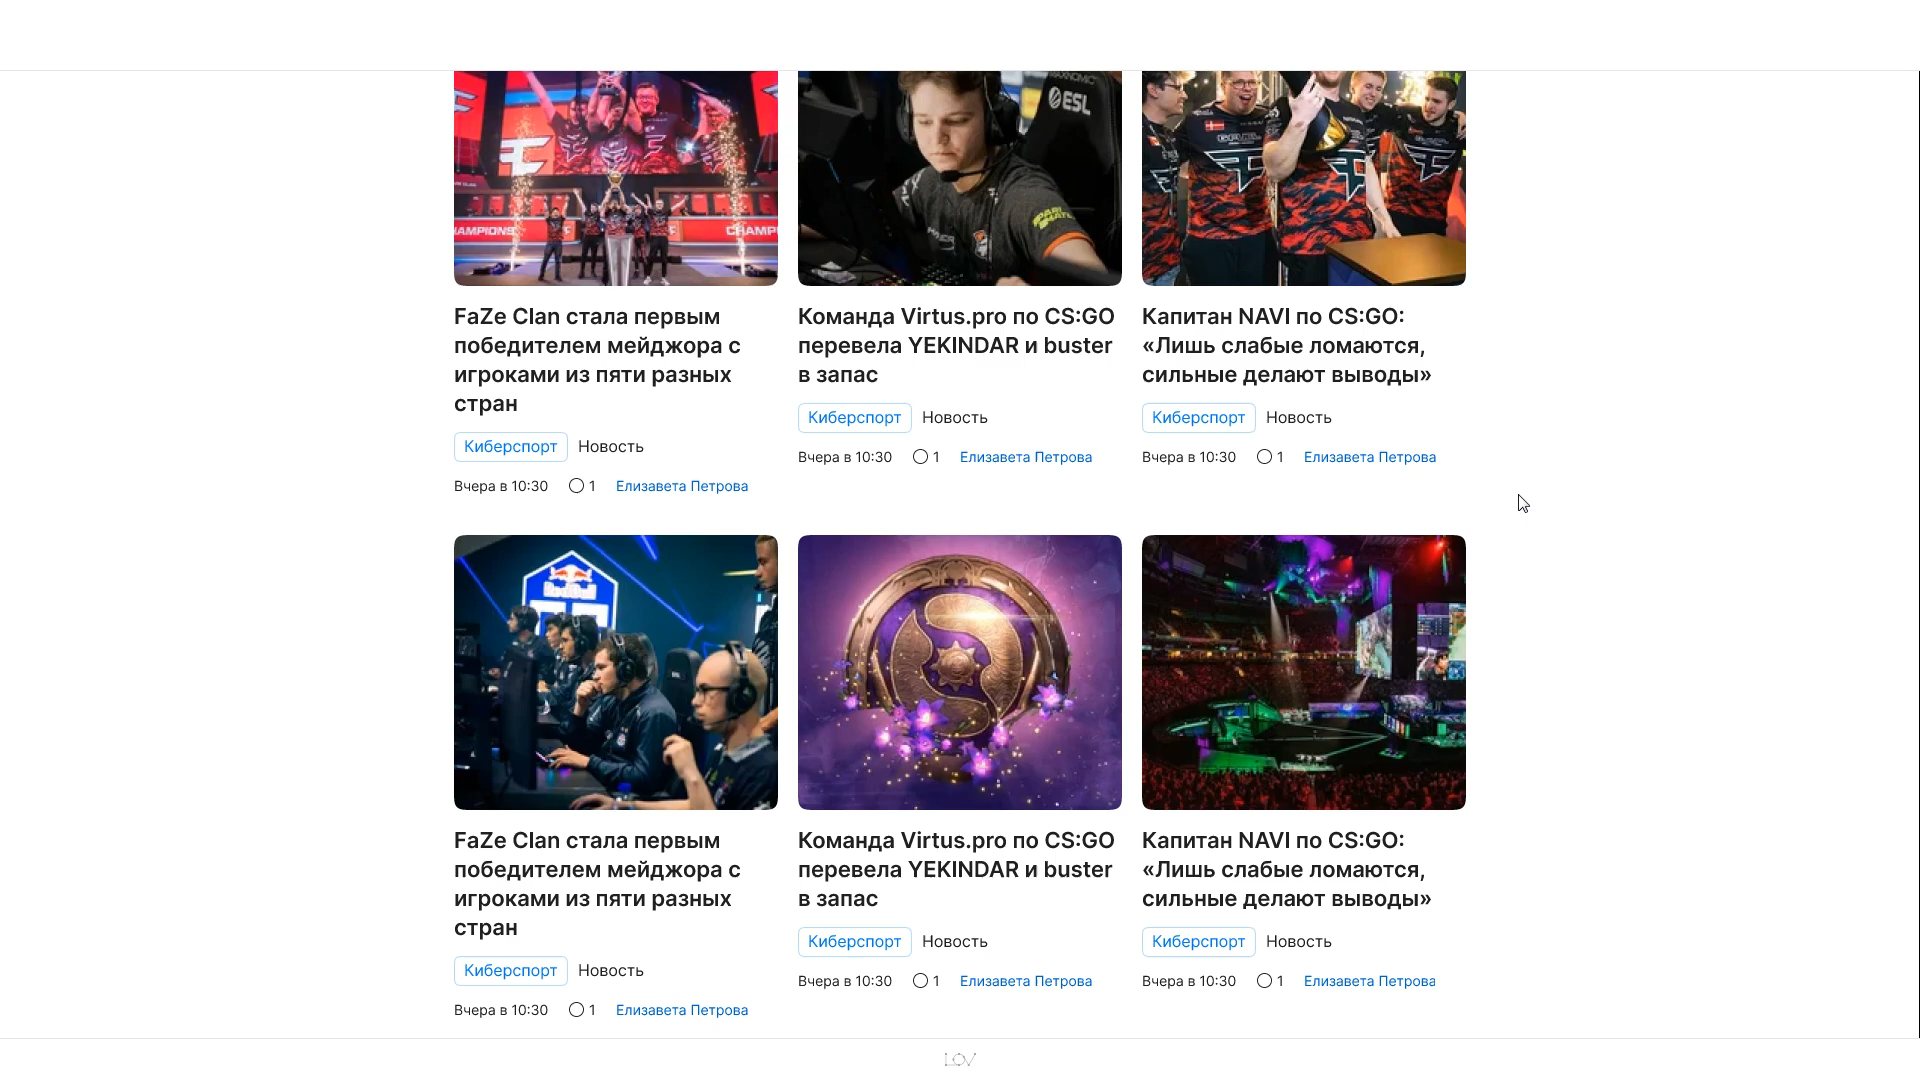 ESL
CHAMPIONS
FaZe Clan стала первым
победителем мейджора с
игроками из пяти разных
стран
Киберспорт Новость
Вчера в 10:30 1 Елизавета Петрова
Команда Virtus.pro по CS:GO
перевела YEKINDAR и buster
в запас
Киберспорт Новость
Вчера в 10:30 1 Елизавета Петрова
Капитан NAVI по CS:GO:
«Лишь слабые ломаются,
сильные делают выводы»
Киберспорт Новость
Вчера в 10:30 1 Елизавета Петрова
FaZe Clan стала первым
победителем мейджора с
игроками из пяти разных
стран
Киберспорт Новость
Вчера в 10:30 1 Елизавета Петрова
Команда Virtus.pro по CS:GO
перевела YEKINDAR и buster
в запас
Киберспорт Новость
Вчера в 10:30 1 Елизавета Петрова
Капитан NAVI по CS:GO:
«Лишь слабые ломаются,
сильные делают выводы»
Киберспорт Новость
Вчера в 10:30 1 Елизавета Петрова